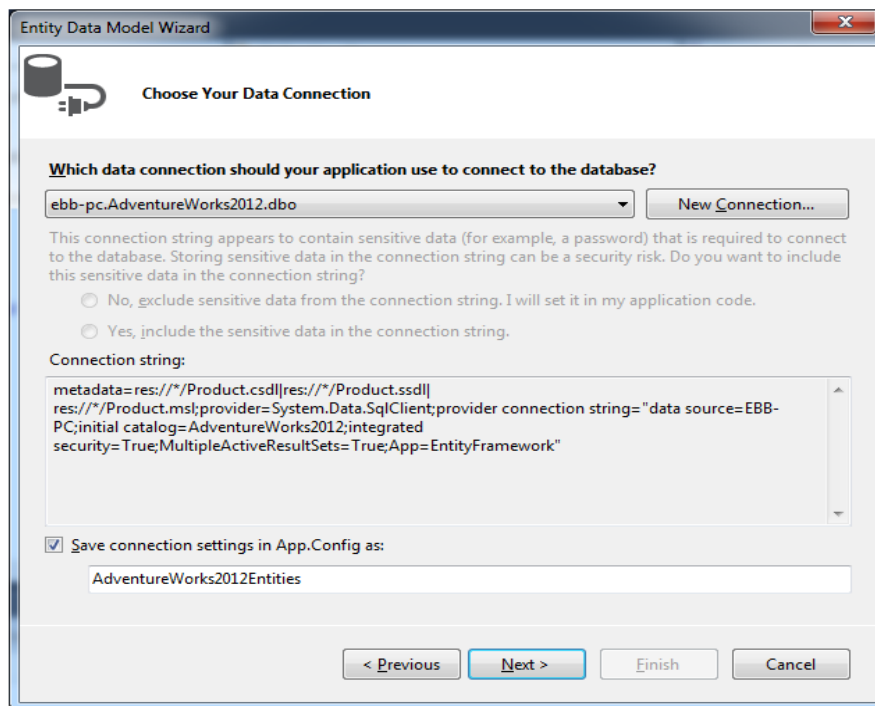 Entity Data Model Wizard
Choose Your Data Connection
Which data connection should your application use to connect to the database?
ebb-pc.AdventureWorks2012.dbo
New Connection...
This connection string appears to contain sensitive data (for example, a password) that is required to connect
to the database. Storing sensitive data in the connection string can be a security risk. Do you want to include
this sensitive data in the connection string?
No, exclude sensitive data from the connection string. I will set it in my application code.
Yes, include the sensitive data in the connection string.
Connection string:
metadata=res://*/Product.csdl|res://*/Product.ssdl|
res://*/Product.msl;provider=System.Data.SqlClient;provider connection string="data source=EBB-
PC;initial catalog=AdventureWorks2012;integrated
security=True;MultipleActiveResultSets=True;App=EntityFramework"
Save connection settings in App.Config as:
AdventureWorks2012Entities
< Previous
Next >
Finish
Cancel